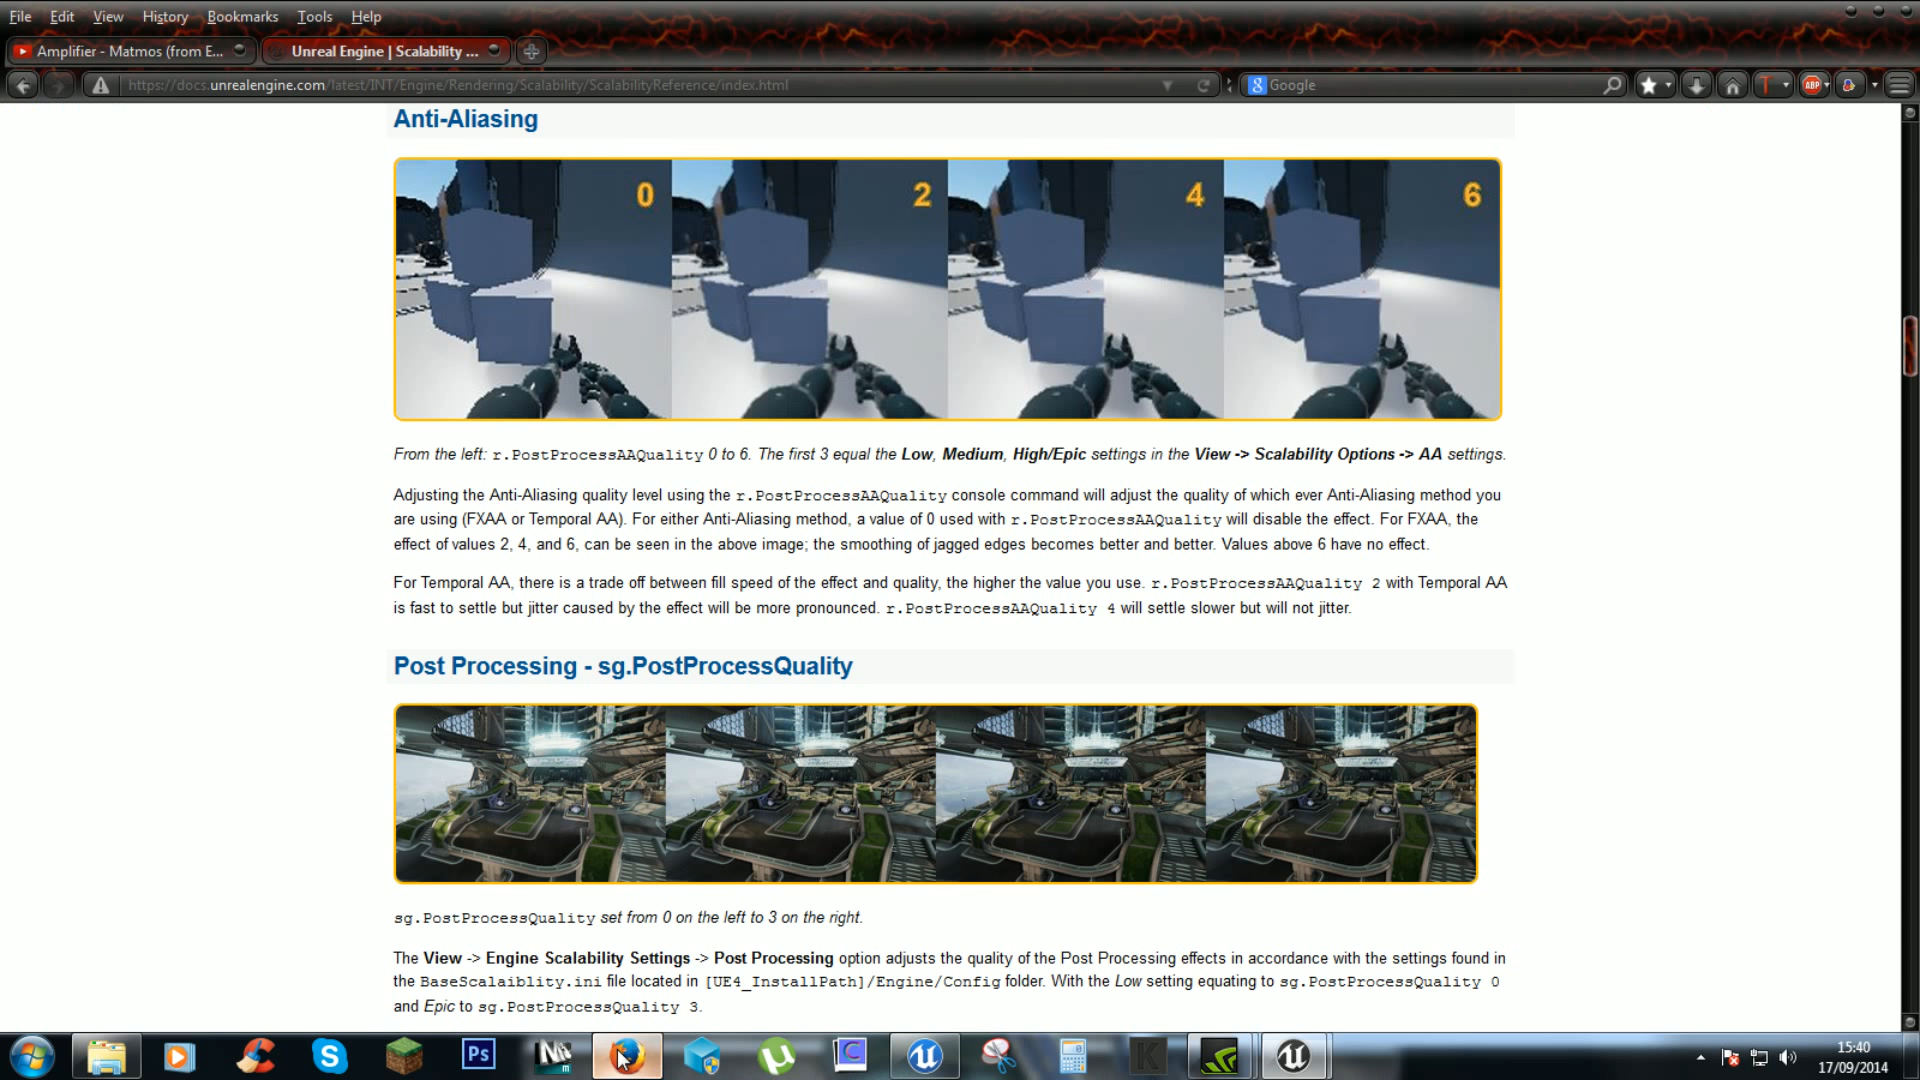 File Edit View History Bookmarks Tools Help
Amplifier - Matmos (from E...
Unreal Engine | Scalability ...
https://docs.unrealengine.com/latest/INT/Engine/Rendering/Scalability/ScalabilityReference/index.html
Google
ABP
Anti-Aliasing
0 2 4 6
From the left: r.PostProcessAAQuality 0 to 6. The first 3 equal the Low, Medium, High/Epic settings in the View -> Scalability Options -> AA settings.
Adjusting the Anti-Aliasing quality level using the r.PostProcessAAQuality console command will adjust the quality of which ever Anti-Aliasing method you
are using (FXAA or Temporal AA). For either Anti-Aliasing method, a value of 0 used with r.PostProcessAAQuality will disable the effect. For FXAA, the
effect of values 2, 4, and 6, can be seen in the above image; the smoothing of jagged edges becomes better and better. Values above 6 have no effect.
For Temporal AA, there is a trade off between fill speed of the effect and quality, the higher the value you use. r.PostProcessAAQuality 2 with Temporal AA
is fast to settle but jitter caused by the effect will be more pronounced. r.PostProcessAAQuality 4 will settle slower but will not jitter.
Post Processing - sg.PostProcessQuality
sg.PostProcessQuality set from 0 on the left to 3 on the right.
The View -> Engine Scalability Settings -> Post Processing option adjusts the quality of the Post Processing effects in accordance with the settings found in
the BaseScalaiblity.ini file located in [UE4_InstallPath]/Engine/Config folder. With the Low setting equating to sg.PostProcessQuality 0
and Epic to sg.PostProcessQuality 3.
Ps
15:40
17/09/2014